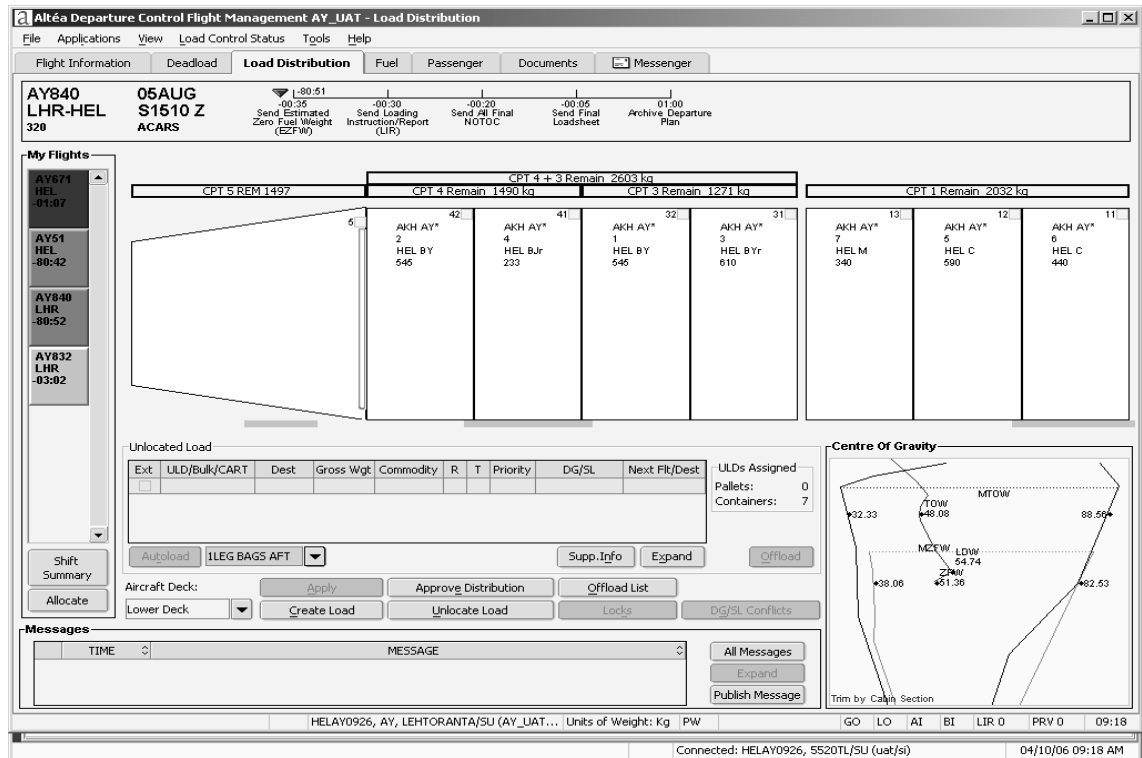 Altéa Departure Control Flight Management AY_UAT - Load Distribution
File Applications View Load Control Status Tools Help
Flight Information Deadload Load Distribution Fuel Passenger Documents Messenger
AY840 05AUG
LHR-HEL S1510 Z
320 ACARS
-80:51
-00:35 -00:30 -00:20 -00:05 01:00
Send Estimated Send Loading Send All Final Send Final Archive Departure
Zero Fuel Weight Instruction/Report NOTOC Loadsheet Plan
(EZFW) (LIR)
My Flights
AY671
HEL
-01:07
AY51
HEL
-80:42
AY840
LHR
-80:52
AY832
LHR
-03:02
Shift
Summary
Allocate
CPT 4 + 3 Remain 2603 kg
CPT 5 REM 1497 CPT 4 Remain 1490 kg CPT 3 Remain 1271 kg CPT 1 Remain 2032 kg
5 42 41 32 31 13 12 11
AKH AY* AKH AY* AKH AY* AKH AY* AKH AY* AKH AY* AKH AY*
2 4 1 3 7 5 6
HEL BY HEL BJr HEL BY HEL BYr HEL M HEL C HEL C
545 233 545 610 340 590 440
Unlocated Load
Ext ULD/Bulk/CART Dest Gross Wgt Commodity R T Priority DG/SL Next Flt/Dest
ULDs Assigned
Pallets: 0
Containers: 7
Autoload 1LEG BAGS AFT Supp.Info Expand Offload
Aircraft Deck: Apply Approve Distribution Offload List
Lower Deck Create Load Unlocate Load Locks DG/SL Conflicts
Centre Of Gravity
MTOW
TOW
32.33 48.08 88.56
MZFW LDW
54.74
ZFW
38.06 51.36 82.53
Trim by Cabin Section
Messages
TIME MESSAGE
All Messages
Expand
Publish Message
HELAY0926, AY, LEHTORANTA/SU (AY_UAT... Units of Weight: Kg PW GO LO AI BI LIR 0 PRV 0 09:18
Connected: HELAY0926, 5520TL/SU (uat/si) 04/10/06 09:18 AM